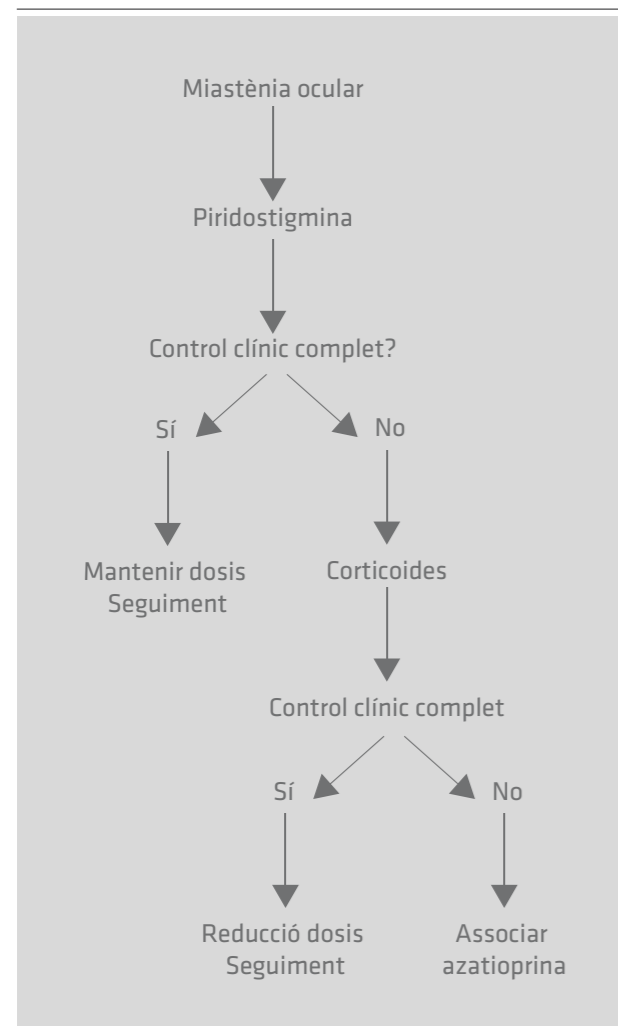 Miastènia ocular
Piridostigmina
Control clínic complet?
Sí
No
Mantenir dosis
Seguiment
Corticoides
Control clínic complet
Sí
No
Reducció dosis
Seguiment
Associar
azatioprina